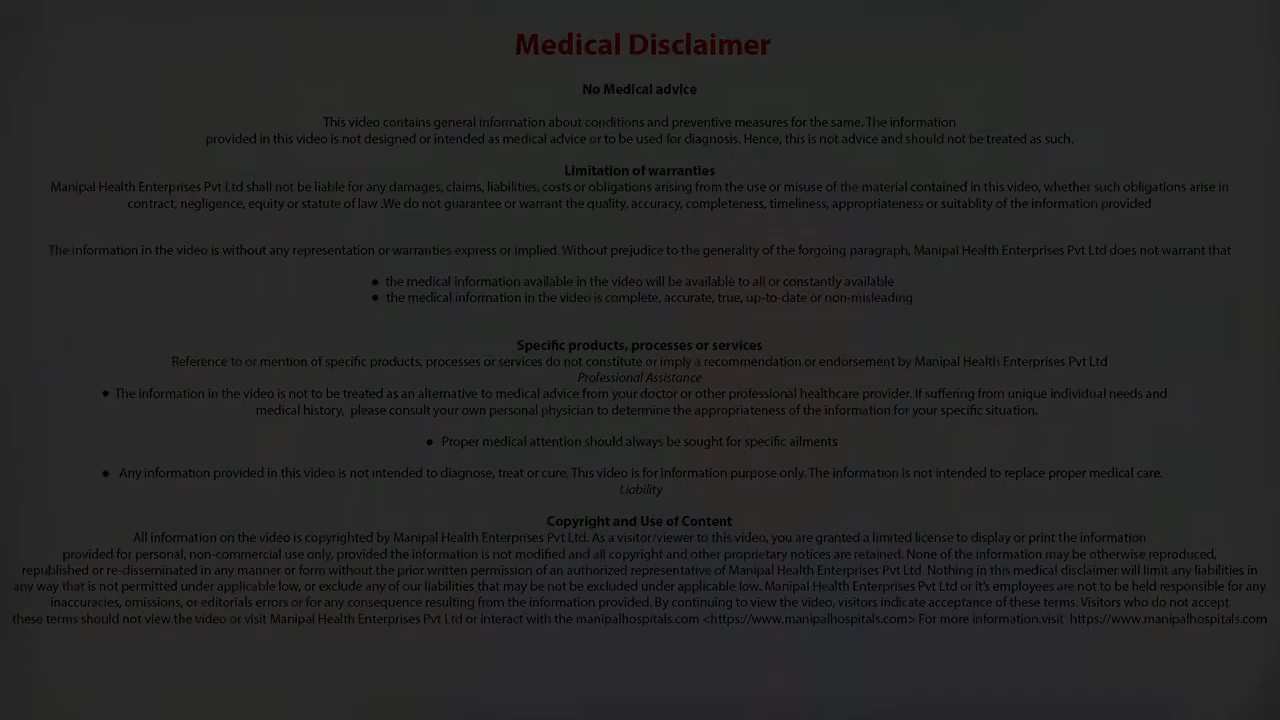 Medical Disclaimer
No Medical advice
This video contains general information about conditions and preventive measures for the same. The information
provided in this video is not designed or intended as medical advice or to be used for diagnosis. Hence, this is not advice and should not be treated as such.
Limitation of warranties
Manipal Health Enterprises Pvt Ltd shall not be liable for any damages, claims, liabilities, costs or obligations arising from the use or misuse of the material contained in this video, whether such obligations arise in
contract, negligence, equity or statute of law .We do not guarantee or warrant the quality, accuracy, completeness, timeliness, appropriateness or suitablity of the information provided
The information in the video is without any representation or warranties express or implied. Without prejudice to the generality of the forgoing paragraph, Manipal Health Enterprises Pvt Ltd does not warrant that
● the medical information available in the video will be available to all or constantly available
● the medical information in the video is complete, accurate, true, up-to-date or non-misleading
Specific products, processes or services
Reference to or mention of specific products, processes or services do not constitute or imply a recommendation or endorsement by Manipal Health Enterprises Pvt Ltd
Professional Assistance
● The information in the video is not to be treated as an alternative to medical advice from your doctor or other professional healthcare provider. If suffering from unique individual needs and
medical history, please consult your own personal physician to determine the appropriateness of the information for your specific situation.
● Proper medical attention should always be sought for specific ailments
● Any information provided in this video is not intended to diagnose, treat or cure. This video is for information purpose only. The information is not intended to replace proper medical care.
Liability
Copyright and Use of Content
All information on the video is copyrighted by Manipal Health Enterprises Pvt Ltd. As a visitor/viewer to this video, you are granted a limited license to display or print the information
provided for personal, non-commercial use only, provided the information is not modified and all copyright and other proprietary notices are retained. None of the information may be otherwise reproduced,
republished or re-disseminated in any manner or form without the prior written permission of an authorized representative of Manipal Health Enterprises Pvt Ltd. Nothing in this medical disclaimer will limit any liabilities in
any way that is not permitted under applicable low, or exclude any of our liabilities that may be not be excluded under applicable low. Manipal Health Enterprises Pvt Ltd or it's employees are not to be held responsible for any
inaccuracies, omissions, or editorials errors or for any consequence resulting from the information provided. By continuing to view the video, visitors indicate acceptance of these terms. Visitors who do not accept
these terms should not view the video or visit Manipal Health Enterprises Pvt Ltd or interact with the manipalhospitals.com <https://www.manipalhospitals.com> For more information.visit https://www.manipalhospitals.com